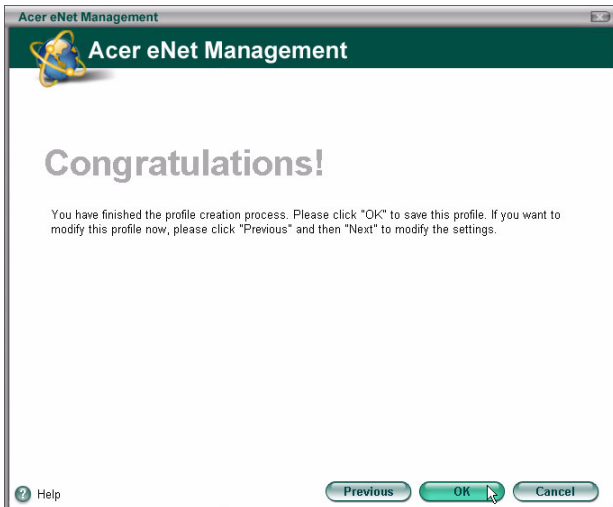 Acer eNet Management
Acer eNet Management
Congratulations!
You have finished the profile creation process. Please click "OK" to save this profile. If you want to
modify this profile now, please click "Previous" and then "Next" to modify the settings.
? Help
Previous
OK
Cancel